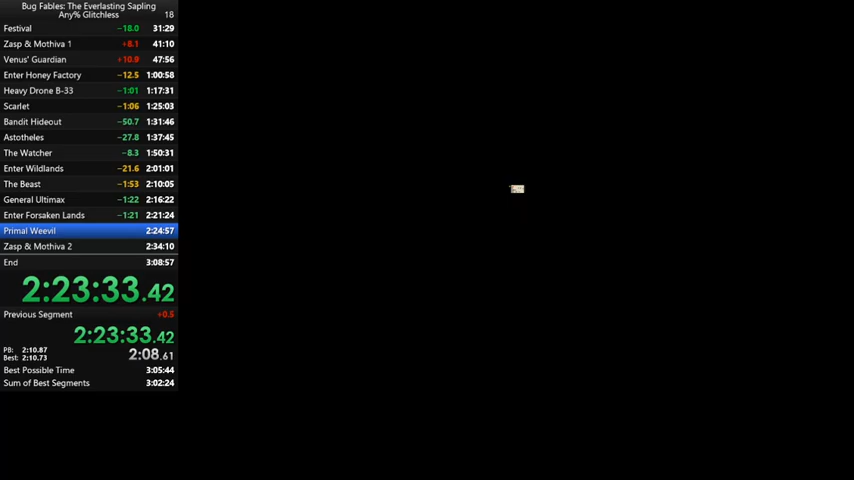 Bug Fables: The Everlasting Sapling
Any% Glitchless 18
Festival −18.0 31:29
Zasp & Mothiva 1 +8.1 41:10
Venus' Guardian +10.9 47:56
Enter Honey Factory −12.5 1:00:58
Heavy Drone B-33 −1:01 1:17:31
Scarlet −1:06 1:25:03
Bandit Hideout −50.7 1:31:46
Astotheles −27.8 1:37:45
The Watcher −8.3 1:50:31
Enter Wildlands −21.6 2:01:01
The Beast −1:53 2:10:05
General Ultimax −1:22 2:16:22
Enter Forsaken Lands −1:21 2:21:24
Primal Weevil 2:24:57
Zasp & Mothiva 2 2:34:10
End 3:08:57
2:23:33.42
Previous Segment +0.5
2:23:33.42
PB: 2:10.87
Best: 2:10.73
2:08.61
Best Possible Time 3:05:44
Sum of Best Segments 3:02:24